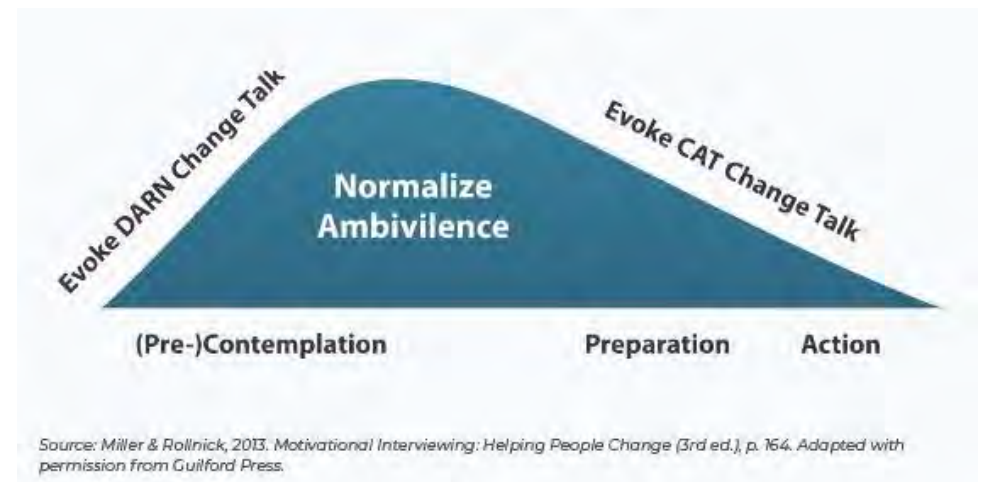 Evoke DARN Change Talk
Evoke CAT Change Talk
Normalize
Ambivilence
(Pre-)Contemplation
Preparation
Action
Source: Miller & Rollnick, 2013. Motivational Interviewing: Helping People Change (3rd ed.), p. 164. Adapted with
permission from Guilford Press.